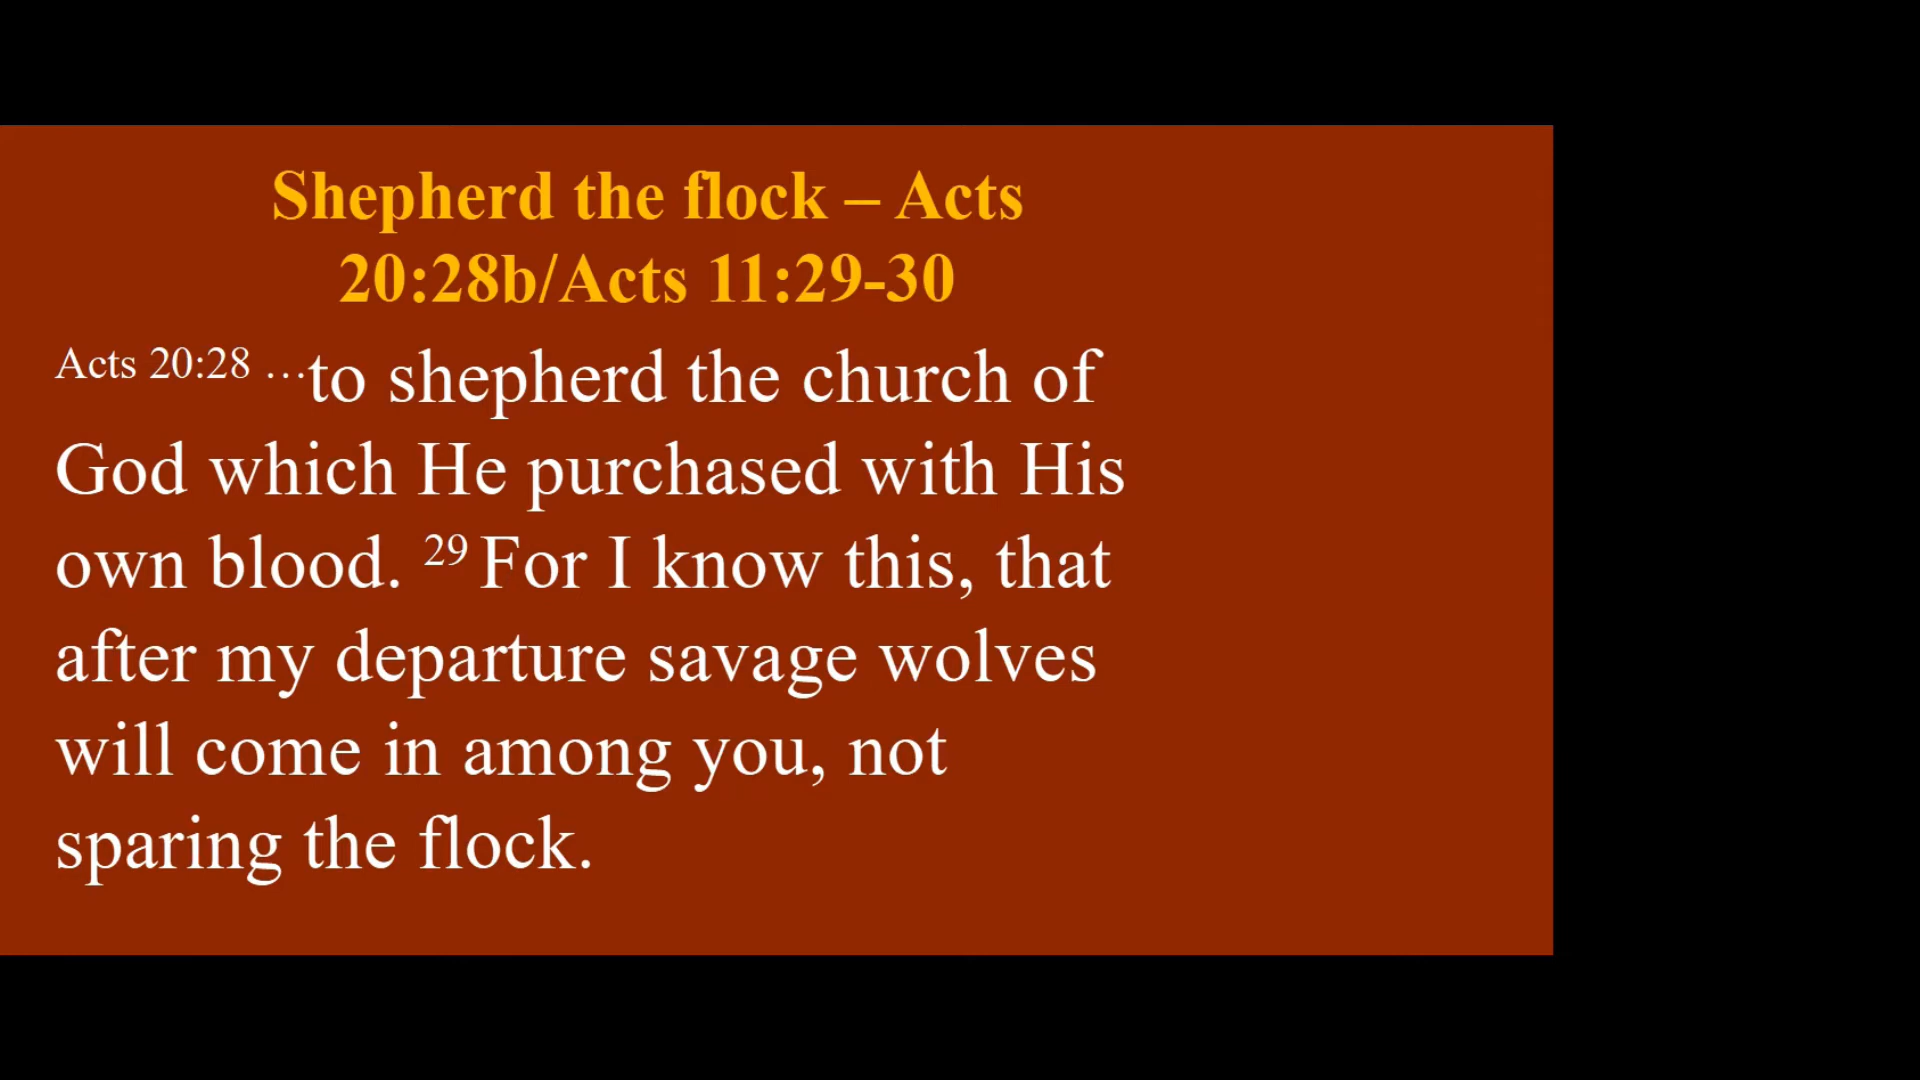 Shepherd the flock – Acts
20:28b/Acts 11:29-30
Acts 20:28 …to shepherd the church of
God which He purchased with His
own blood. 29 For I know this, that
after my departure savage wolves
will come in among you, not
sparing the flock.